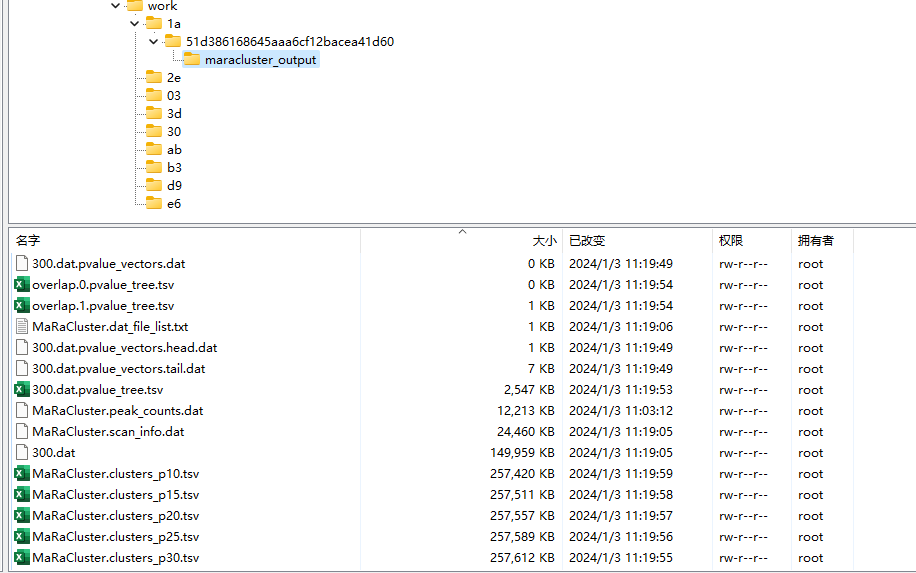 work
1a
51d386168645aaa6cf12bacea41d60
maracluster_output
2e
03
3d
30
ab
b3
d9
e6
名字 大小 已改变 权限 拥有者
300.dat.pvalue_vectors.dat 0 KB 2024/1/3 11:19:49 rw-r--r-- root
overlap.0.pvalue_tree.tsv 0 KB 2024/1/3 11:19:54 rw-r--r-- root
overlap.1.pvalue_tree.tsv 1 KB 2024/1/3 11:19:54 rw-r--r-- root
MaRaCluster.dat_file_list.txt 1 KB 2024/1/3 11:19:06 rw-r--r-- root
300.dat.pvalue_vectors.head.dat 1 KB 2024/1/3 11:19:49 rw-r--r-- root
300.dat.pvalue_vectors.tail.dat 7 KB 2024/1/3 11:19:49 rw-r--r-- root
300.dat.pvalue_tree.tsv 2,547 KB 2024/1/3 11:19:53 rw-r--r-- root
MaRaCluster.peak_counts.dat 12,213 KB 2024/1/3 11:03:12 rw-r--r-- root
MaRaCluster.scan_info.dat 24,460 KB 2024/1/3 11:19:05 rw-r--r-- root
300.dat 149,959 KB 2024/1/3 11:19:05 rw-r--r-- root
MaRaCluster.clusters_p10.tsv 257,420 KB 2024/1/3 11:19:59 rw-r--r-- root
MaRaCluster.clusters_p15.tsv 257,511 KB 2024/1/3 11:19:58 rw-r--r-- root
MaRaCluster.clusters_p20.tsv 257,557 KB 2024/1/3 11:19:57 rw-r--r-- root
MaRaCluster.clusters_p25.tsv 257,589 KB 2024/1/3 11:19:56 rw-r--r-- root
MaRaCluster.clusters_p30.tsv 257,612 KB 2024/1/3 11:19:55 rw-r--r-- root